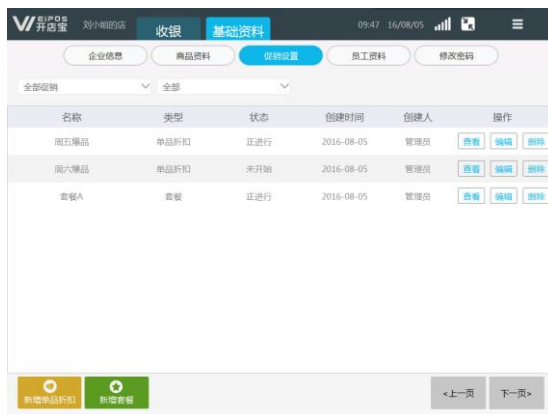 EiPOS
开店宝 刘小姐的店 收银 基础资料 09:47 16/08/05
企业信息 商品资料 促销设置 员工资料 修改密码
全部促销 全部
名称 类型 状态 创建时间 创建人 操作
周五爆品 单品折扣 正进行 2016-08-05 管理员 查看 编辑 删除
周六爆品 单品折扣 未开始 2016-08-05 管理员 查看 编辑 删除
套餐A 套餐 正进行 2016-08-05 管理员 查看 编辑 删除
新增单品折扣 新增套餐 <上一页 下一页>